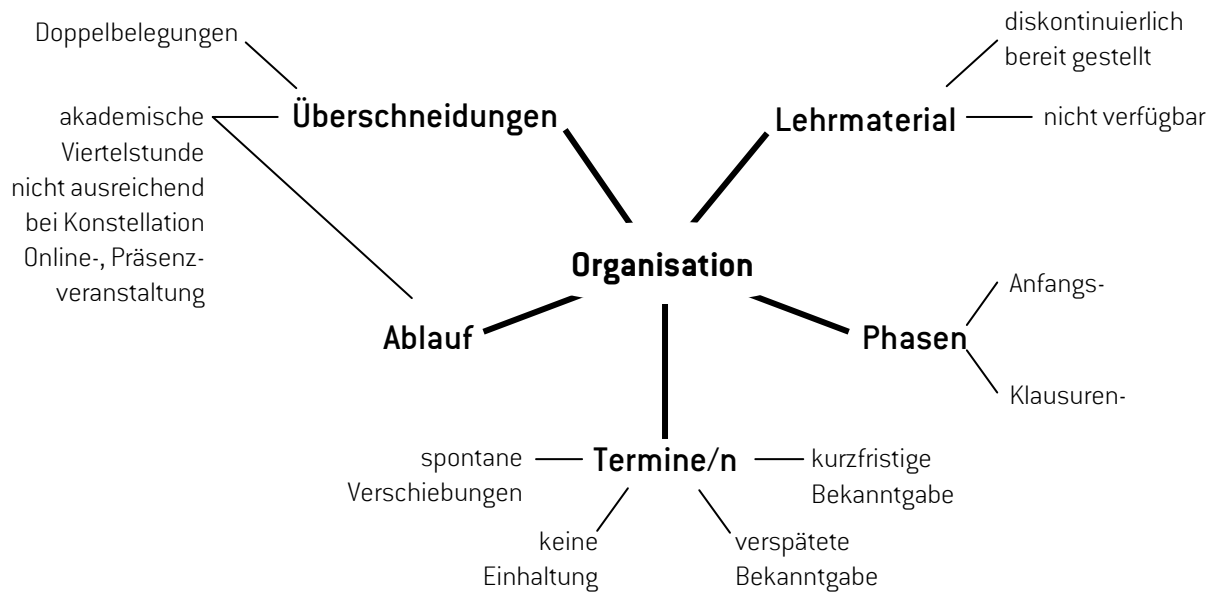 Doppelbelegungen
Überschneidungen
akademische
Viertelstunde
nicht ausreichend
bei Konstellation
Online-, Präsenz-
veranstaltung
diskontinuierlich
bereit gestellt
Lehrmaterial
nicht verfügbar
Organisation
Ablauf
Phasen
Anfangs-
Klausuren-
Termine/n
spontane
Verschiebungen
keine
Einhaltung
verspätete
Bekanntgabe
kurzfristige
Bekanntgabe